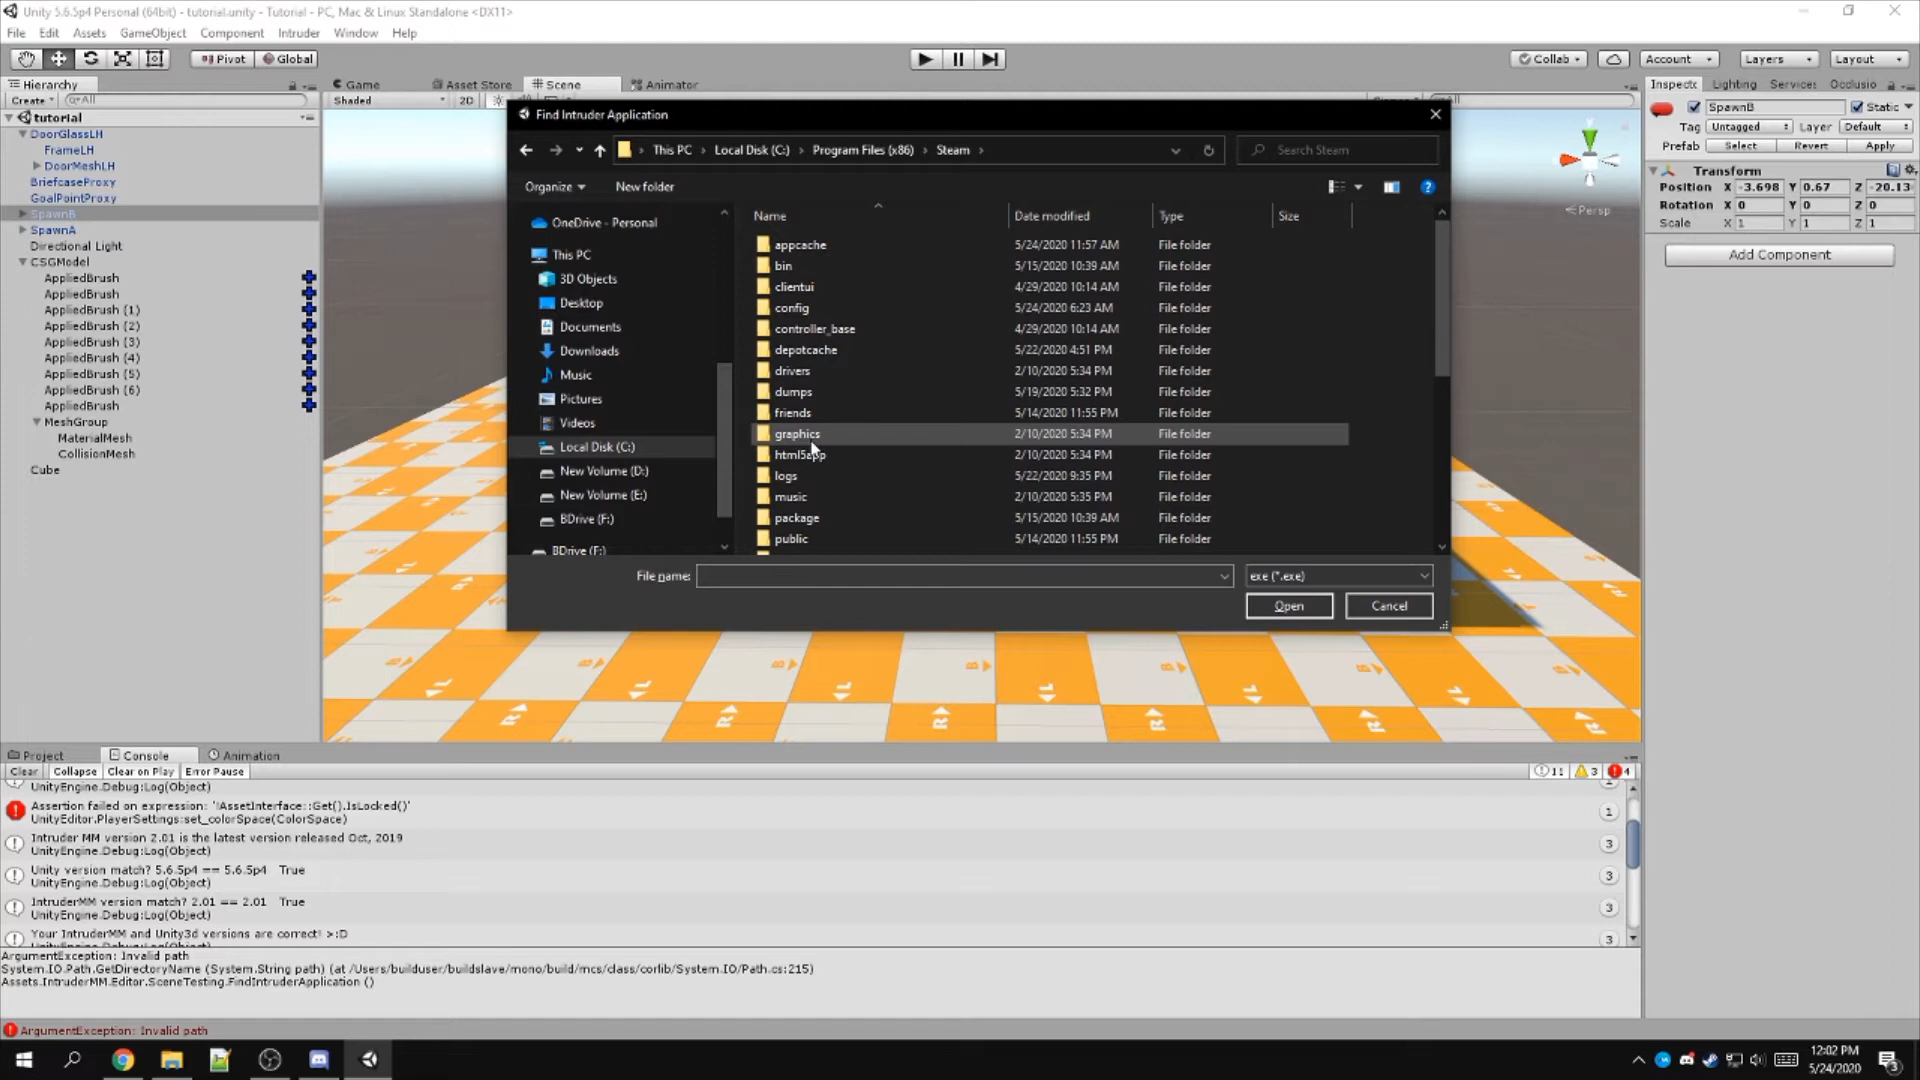 Unity 5.6.5p4 Personal (64bit) - tutorial.unity - Tutorial - PC, Mac & Linux Standalone <DX11>
File Edit Assets GameObject Component Intruder Window Help
Pivot Global Collab Account Layers Layout
Hierarchy Game Asset Store Scene Animator Inspecto Lighting Services Occlusio
Create All Shaded 2D All
tutorial
DoorGlassLH
FrameLH
DoorMeshLH
BriefcaseProxy
GoalPointProxy
SpawnB
SpawnA
Directional Light
CSGModel
AppliedBrush
AppliedBrush
AppliedBrush (1)
AppliedBrush (2)
AppliedBrush (3)
AppliedBrush (4)
AppliedBrush (5)
AppliedBrush (6)
AppliedBrush
MeshGroup
MaterialMesh
CollisionMesh
Cube
Find Intruder Application
This PC Local Disk (C:) Program Files (x86) Steam Search Steam
Organize New folder
OneDrive - Personal
This PC
3D Objects
Desktop
Documents
Downloads
Music
Pictures
Videos
Local Disk (C:)
New Volume (D:)
New Volume (E:)
BDrive (F:)
BDrive (F:)
Name Date modified Type Size
appcache 5/24/2020 11:57 AM File folder
bin 5/15/2020 10:39 AM File folder
clientui 4/29/2020 10:14 AM File folder
config 5/24/2020 6:23 AM File folder
controller_base 4/29/2020 10:14 AM File folder
depotcache 5/22/2020 4:51 PM File folder
drivers 2/10/2020 5:34 PM File folder
dumps 5/19/2020 5:32 PM File folder
friends 5/14/2020 11:55 PM File folder
graphics 2/10/2020 5:34 PM File folder
html5app 2/10/2020 5:34 PM File folder
logs 5/22/2020 9:35 PM File folder
music 2/10/2020 5:35 PM File folder
package 5/15/2020 10:39 AM File folder
public 5/14/2020 11:55 PM File folder
File name: exe (*.exe)
Open Cancel
Persp
SpawnB Static
Tag Untagged Layer Default
Prefab Select Revert Apply
Transform
Position X -3.698 Y 0.67 Z -20.13
Rotation X 0 Y 0 Z 0
Scale X 1 Y 1 Z 1
Add Component
B B B B B B
L L L L L L
R R R R R R
Project Console Animation
Clear Collapse Clear on Play Error Pause 11 3 4
UnityEngine.Debug:Log(Object)
Assertion failed on expression: '!AssetInterface::Get().IsLocked()'
UnityEditor.PlayerSettings:set_colorSpace(ColorSpace) 1
Intruder MM version 2.01 is the latest version released Oct, 2019
UnityEngine.Debug:Log(Object) 3
Unity version match? 5.6.5p4 == 5.6.5p4 True
UnityEngine.Debug:Log(Object) 3
IntruderMM version match? 2.01 == 2.01 True
UnityEngine.Debug:Log(Object) 3
Your IntruderMM and Unity3d versions are correct! >:D
UnityEngine.Debug:Log(Object) 3
ArgumentException: Invalid path
System.IO.Path.GetDirectoryName (System.String path) (at /Users/builduser/buildslave/mono/build/mcs/class/corlib/System.IO/Path.cs:215)
Assets.IntruderMM.Editor.SceneTesting.FindIntruderApplication ()
ArgumentException: Invalid path
12:02 PM
5/24/2020
3